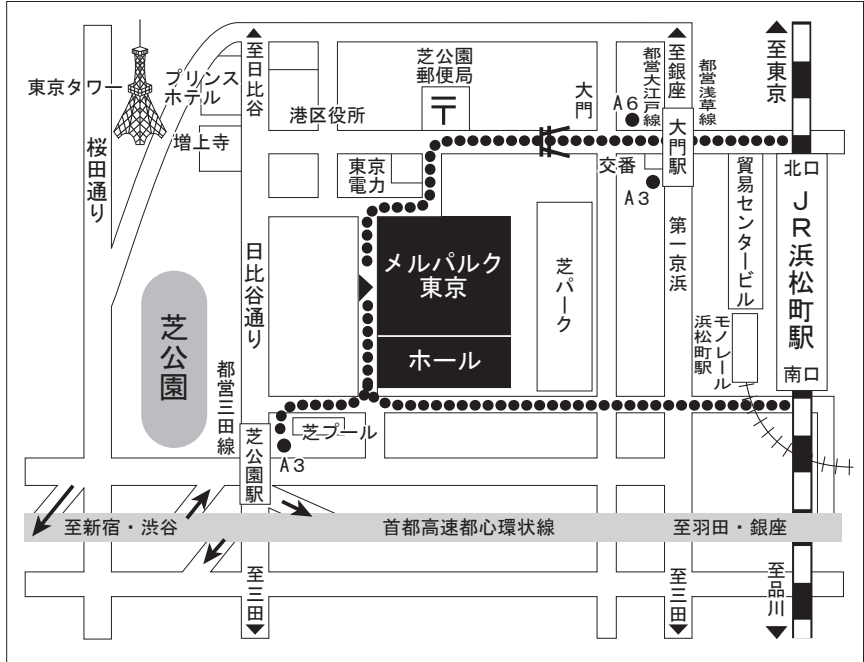 東京タワー
プリンス
ホテル
増上寺
桜田通り
至日比谷
港区役所
芝公園
郵便局
〒
大門
都営大江戸線
A6
至銀座
都営浅草線
至東京
大門駅
東京
電力
交番
A3
北口
JR浜松町駅
南口
貿易センタービル
モノレール
浜松町駅
第一京浜
芝パーク
メルパルク
東京
ホール
日比谷通り
芝公園
都営三田線
芝プール
A3
芝公園駅
至新宿・渋谷
首都高速都心環状線
至羽田・銀座
至三田
至三田
至品川